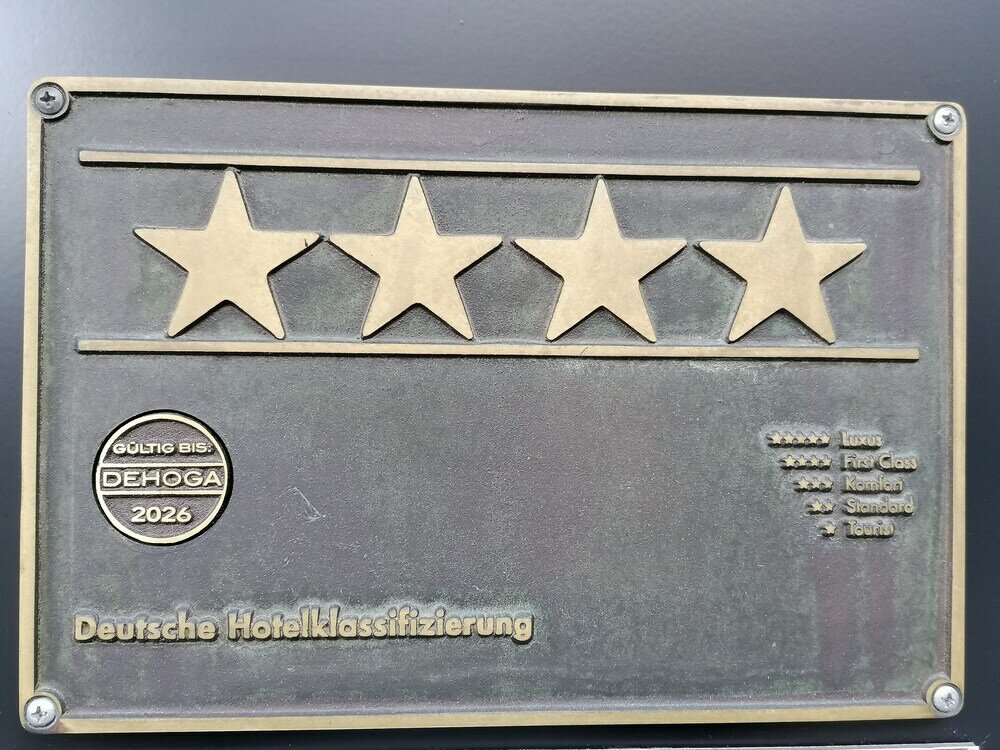 GÜLTIG BIS:
DEHOGA
2026
Luxus
First Class
Komfort
Standard
Tourist
Deutsche Hotelklassifizierung